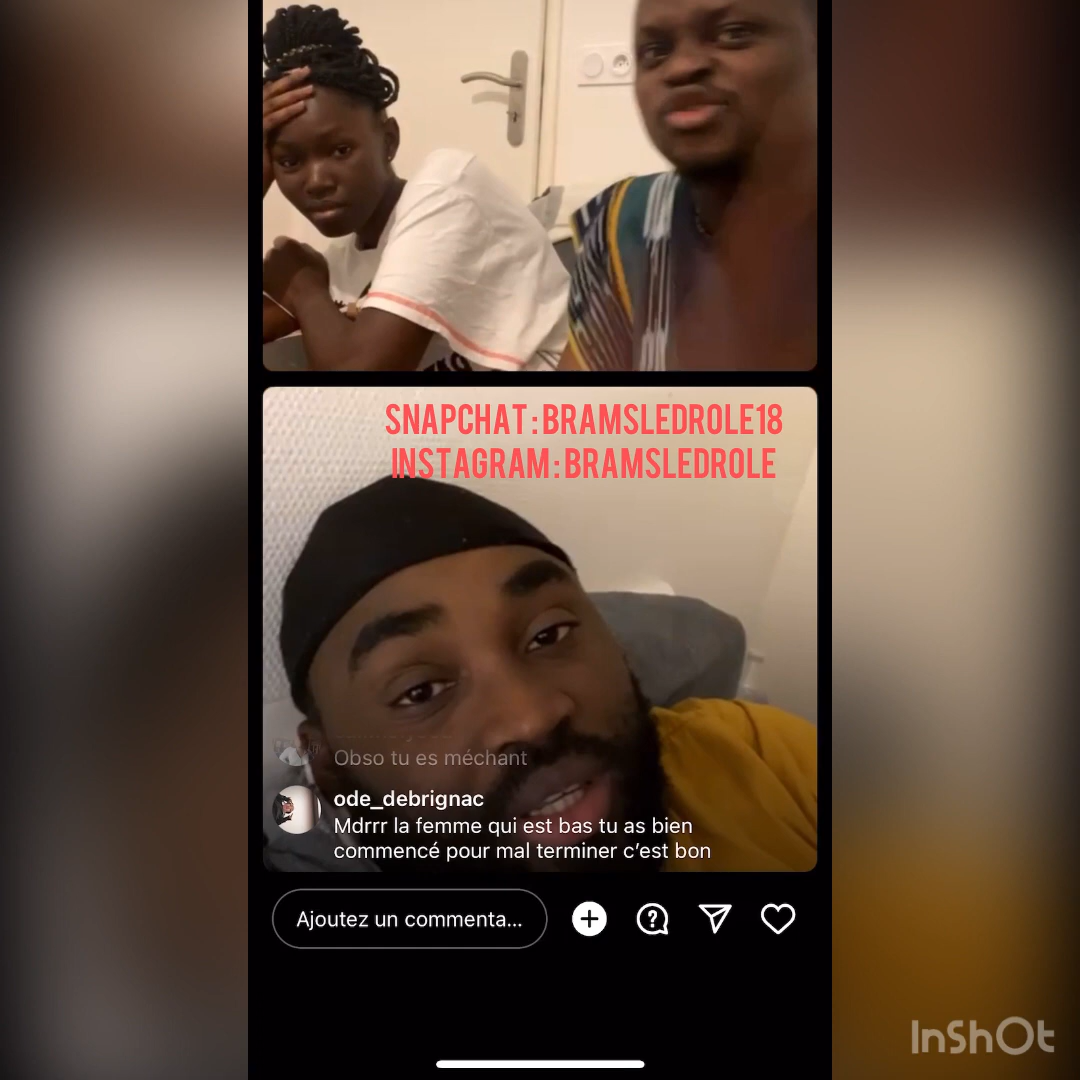 SNAPCHAT : BRAMSLEDROLE18
INSTAGRAM : BRAMSLEDROLE
Obso tu es méchant
ode_debrignac
Mdrrr la femme qui est bas tu as bien
commencé pour mal terminer c’est bon
Ajoutez un commenta...
InShOt